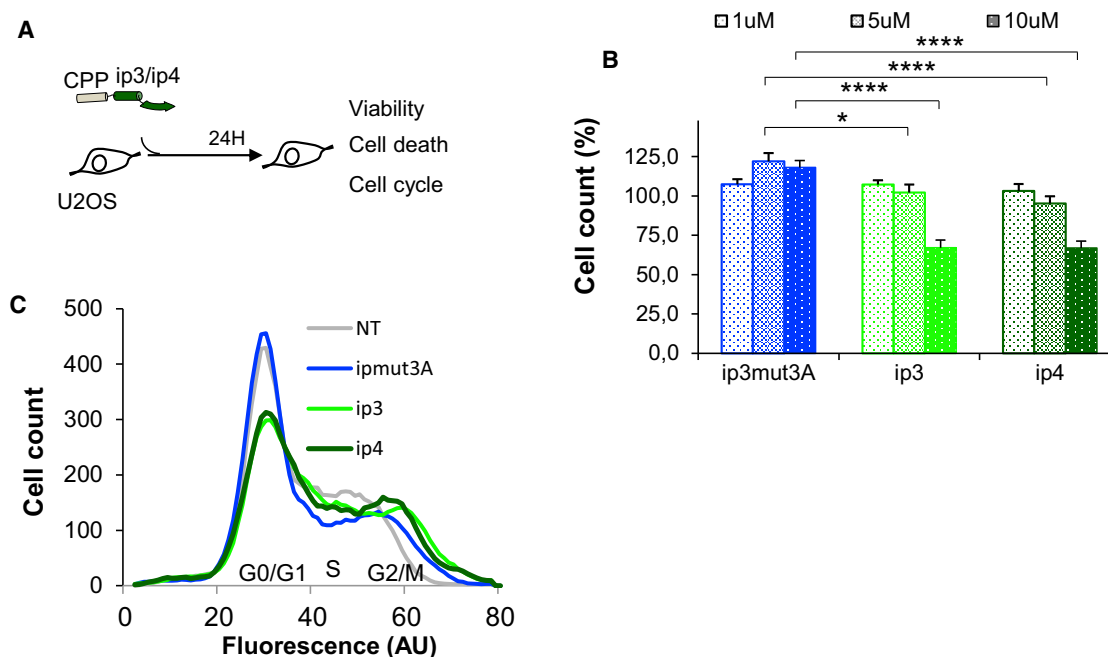 A
CPP ip3/ip4
24H
U2OS
Viability
Cell death
Cell cycle
B
1uM 5uM 10uM
****
****
****
*
Cell count (%)
125,0
100,0
75,0
50,0
25,0
0,0
ip3mut3A ip3 ip4
C
Cell count
500
400
300
200
100
0
NT
ipmut3A
ip3
ip4
G0/G1 S G2/M
0 20 40 60 80
Fluorescence (AU)